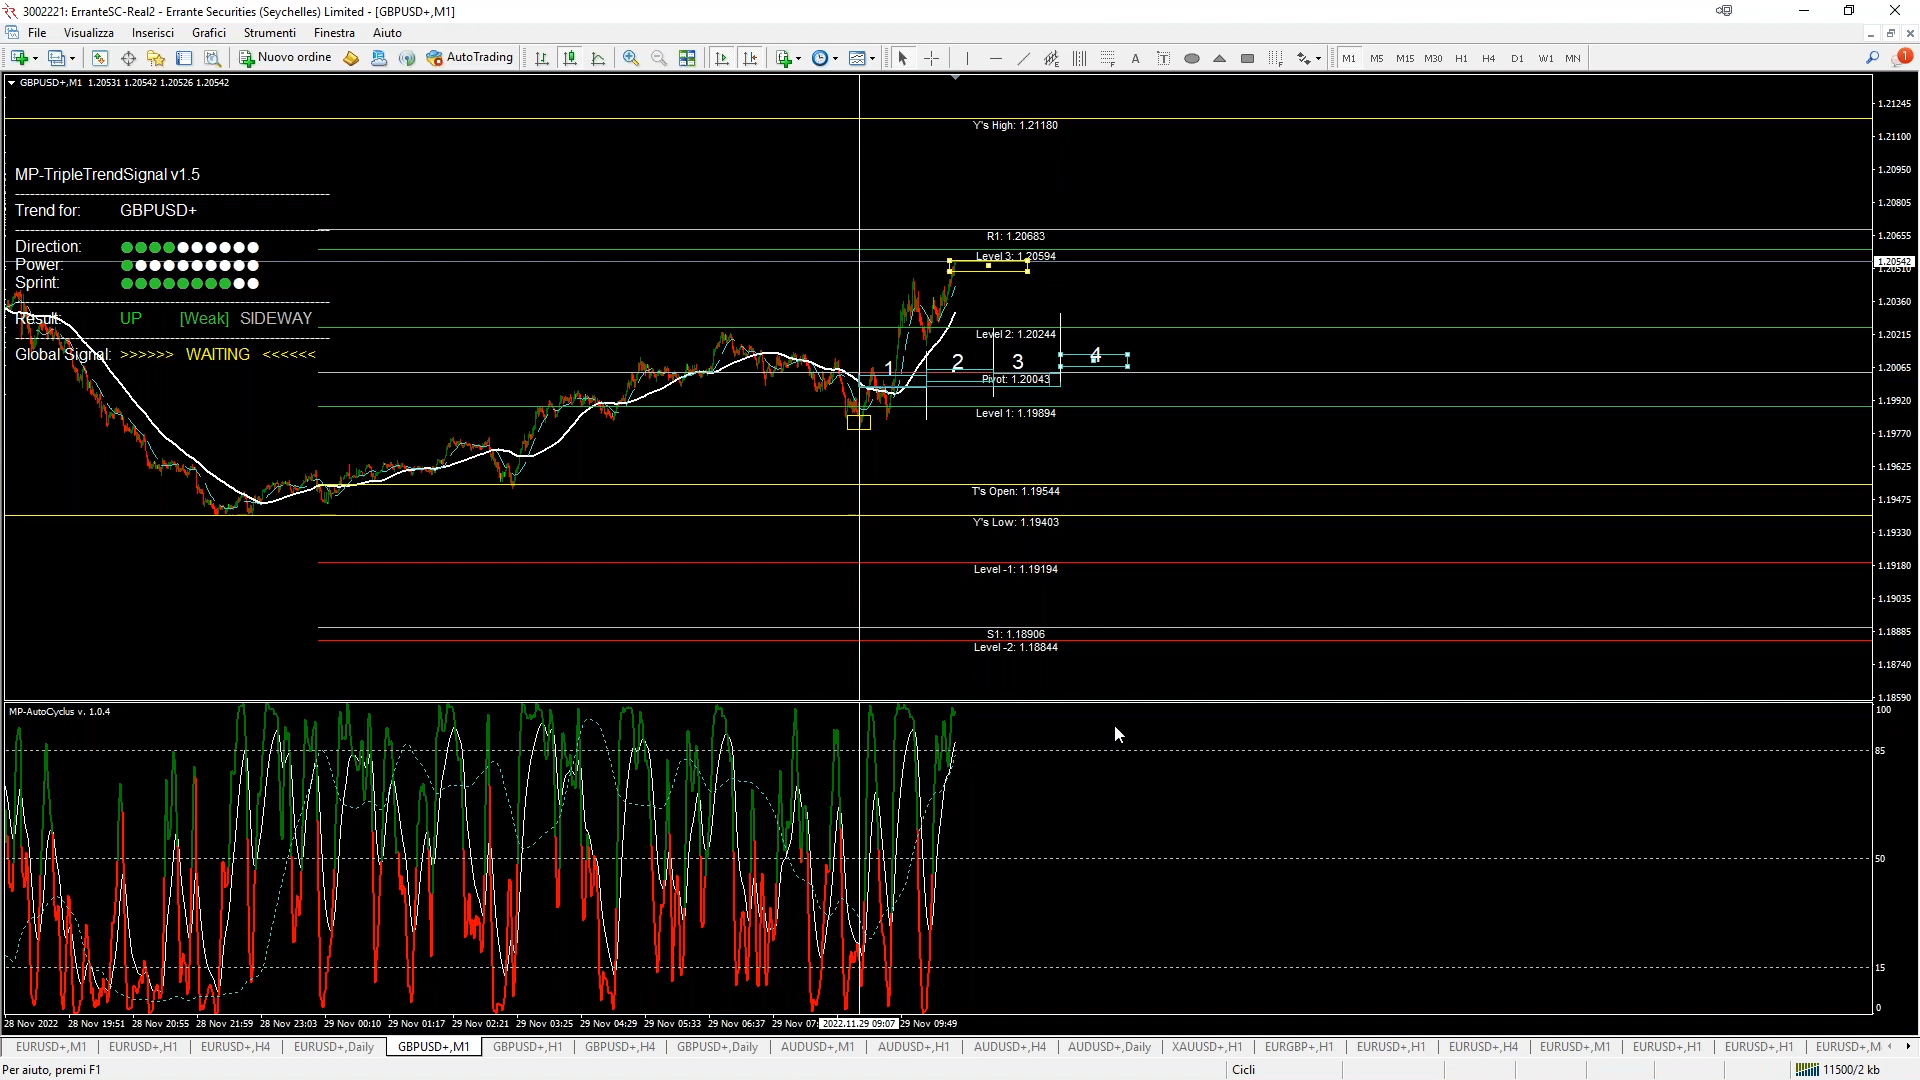 3002221: ErranteSC-Real2 - Errante Securities (Seychelles) Limited - [GBPUSD+,M1]
File Visualizza Inserisci Grafici Strumenti Finestra Aiuto
Nuovo ordine AutoTrading A T M1 M5 M15 M30 H1 H4 D1 W1 MN 1
GBPUSD+,M1 1.20531 1.20542 1.20526 1.20542
1.21245
Y's High: 1.21180
1.21100
MP-TripleTrendSignal v1.5
1.20950
Trend for: GBPUSD+
1.20805
R1: 1.20683
1.20655
Direction:
Level 3: 1.20594
Power:
1.20542
1.20510
Sprint:
1.20360
Result: UP [Weak] SIDEWAY
Level 2: 1.20244
1.20215
Global Signal: >>>>>> WAITING <<<<<<
1 2 3 4
1.20065
Pivot: 1.20043
1.19920
Level 1: 1.19894
1.19770
1.19625
T's Open: 1.19544
1.19475
Y's Low: 1.19403
1.19330
Level -1: 1.19194
1.19180
1.19035
S1: 1.18906
1.18885
Level -2: 1.18844
1.18740
1.18590
MP-AutoCyclus v. 1.0.4
100
85
50
15
0
28 Nov 2022 28 Nov 19:51 28 Nov 20:55 28 Nov 21:59 28 Nov 23:03 29 Nov 00:10 29 Nov 01:17 29 Nov 02:21 29 Nov 03:25 29 Nov 04:29 29 Nov 05:33 29 Nov 06:37 29 Nov 07: 2022.11.29 09:07 29 Nov 09:49
EURUSD+,M1 EURUSD+,H1 EURUSD+,H4 EURUSD+,Daily GBPUSD+,M1 GBPUSD+,H1 GBPUSD+,H4 GBPUSD+,Daily AUDUSD+,M1 AUDUSD+,H1 AUDUSD+,H4 AUDUSD+,Daily XAUUSD+,H1 EURGBP+,H1 EURUSD+,H1 EURUSD+,H4 EURUSD+,M1 EURUSD+,H1 EURUSD+,H1 EURUSD+,M
Per aiuto, premi F1 Cicli 11500/2 kb